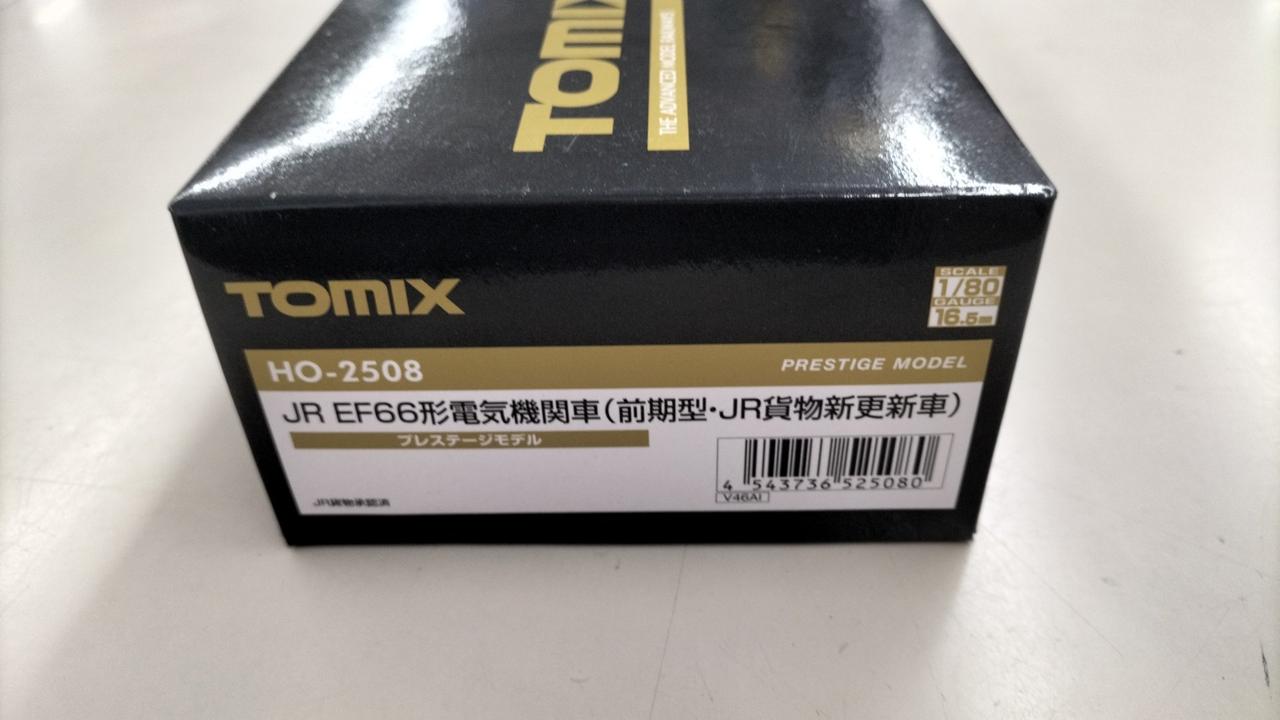 TOMIX
THE ADVANCED MODEL RAILWAYS
TOMIX
SCALE
1/80
GAUGE
16.5mm
HO-2508
PRESTIGE MODEL
JR EF66形電気機関車(前期型・JR貨物新更新車)
プレステージモデル
4 543736 525080
V46AI
JR貨物承認済